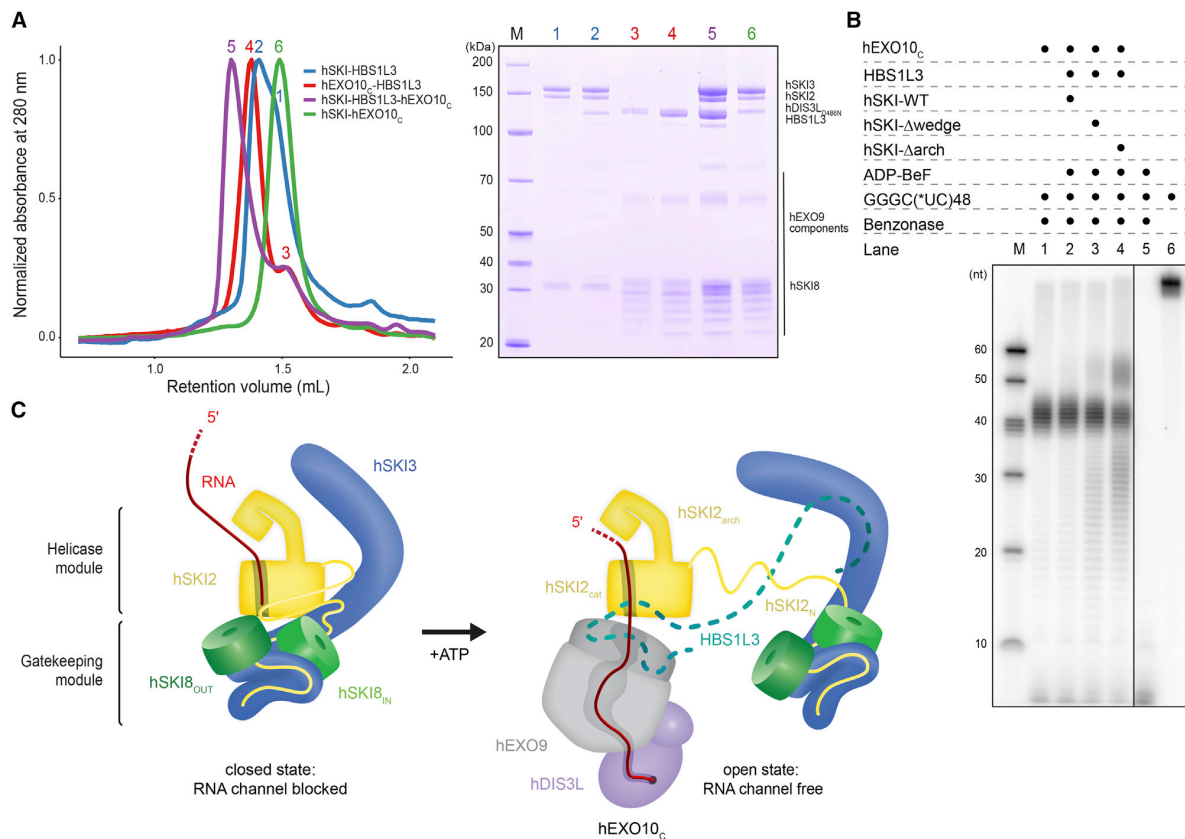 A
5 4 2 6
hSKI-HBS1L3
hEXO10C-HBS1L3
hSKI-HBS1L3-hEXO10C
hSKI-hEXO10C
1
3
1.0
0.5
0.0
Normalized absorbance at 280 nm
1.0 1.5 2.0
Retention volume (mL)
M 1 2 3 4 5 6
(kDa)
200
150
100
70
50
40
30
20
hSKI3
hSKI2
hDIS3LD486N
HBS1L3
hEXO9
components
hSKI8
B
hEXO10C
HBS1L3
hSKI-WT
hSKI-Δwedge
hSKI-Δarch
ADP-BeF
GGGC(*UC)48
Benzonase
Lane M 1 2 3 4 5 6
(nt)
60
50
40
30
20
10
C
5'
RNA
hSKI3
Helicase
module
hSKI2
Gatekeeping
module
hSKI8OUT
hSKI8IN
closed state:
RNA channel blocked
+ATP
5'
hSKI2arch
hSKI2cat
hSKI2N
HBS1L3
hEXO9
hDIS3L
open state:
RNA channel free
hEXO10C